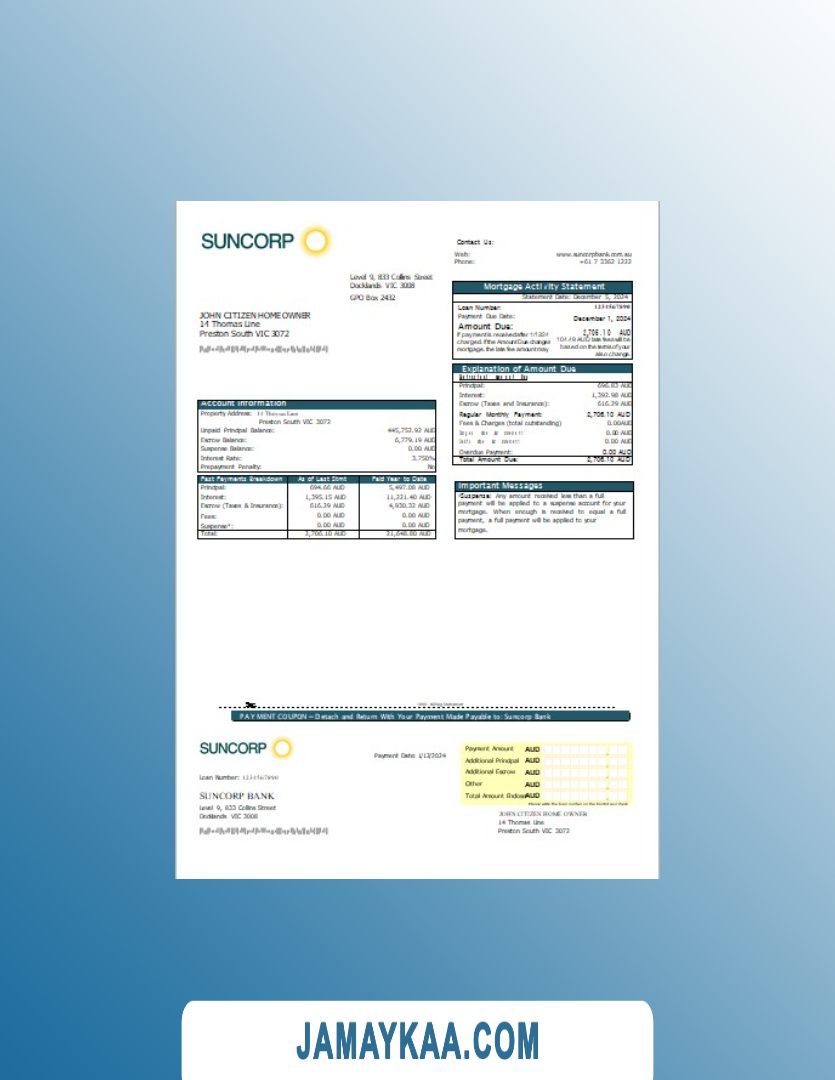 SUNCORP
Contact Us:
Web: www.suncorpbank.com.au
Phone: +61 7 3362 1222
Level 9, 833 Collins Street
Docklands VIC 3008
GPO Box 2432
JOHN CITIZEN HOME OWNER
14 Thomas Line
Preston South VIC 3072
Mortgage Activity Statement
Statement Date: December 5, 2024
Loan Number: 1234567890
Payment Due Date: December 1, 2024
Amount Due: 2,706.10 AUD
If payment is received after
charged. If the Amount Due changes
mortgage, the late fee amount may
AUD late fee will be
based on the terms of your
also change.
Explanation of Amount Due
Principal: 696.83 AUD
Interest: 1,392.98 AUD
Escrow (Taxes and Insurance): 616.29 AUD
Regular Monthly Payment: 2,706.10 AUD
Fees & Charges (total outstanding) 0.00AUD
0.00 AUD
0.00 AUD
Overdue Payment: 0.00 AUD
Total Amount Due: 2,706.10 AUD
Account Information
Property Address: 14 Thomas Line
Preston South VIC 3072
Unpaid Principal Balance: 445,753.92 AUD
Escrow Balance: 6,779.19 AUD
Suspense Balance: 0.00 AUD
Interest Rate: 3.750%
Prepayment Penalty: No
Past Payments Breakdown As of Last Stmt Paid Year to Date
Principal: 694.66 AUD 5,497.08 AUD
Interest: 1,395.15 AUD 11,221.40 AUD
Escrow (Taxes & Insurance): 616.29 AUD 4,930.32 AUD
Fees: 0.00 AUD 0.00 AUD
Suspense*: 0.00 AUD 0.00 AUD
Total: 2,706.10 AUD 21,648.80 AUD
Important Messages
*Suspense: Any amount received less than a full
payment will be applied to a suspense account for your
mortgage. When enough is received to equal a full
payment, a full payment will be applied to your
mortgage.
PAYMENT COUPON – Detach and Return With Your Payment Made Payable to: Suncorp Bank
SUNCORP
Payment Date: 1/12/2024
Loan Number: 1234567890
SUNCORP BANK
Level 9, 833 Collins Street
Docklands VIC 3008
Payment Amount AUD
Additional Principal AUD
Additional Escrow AUD
Other AUD
Total Amount AUD
JOHN CITIZEN HOME OWNER
14 Thomas Line
Preston South VIC 3072
JAMAYKAA.COM